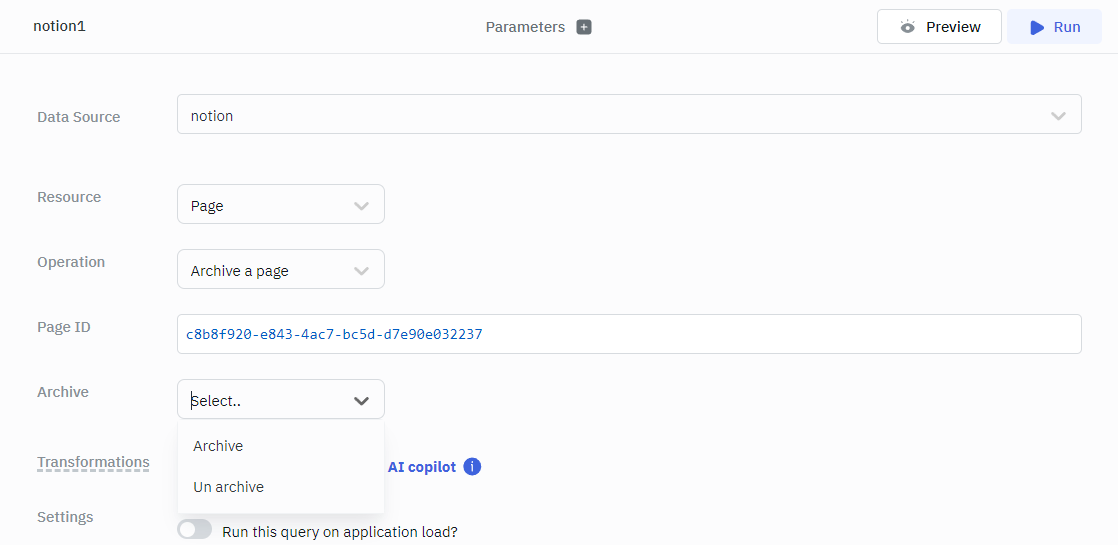 notion1
Parameters
Preview
Run
Data Source
notion
Resource
Page
Operation
Archive a page
Page ID
c8b8f920-e843-4ac7-bc5d-d7e90e032237
Archive
Select..
Archive
Un archive
Transformations
AI copilot
Settings
Run this query on application load?